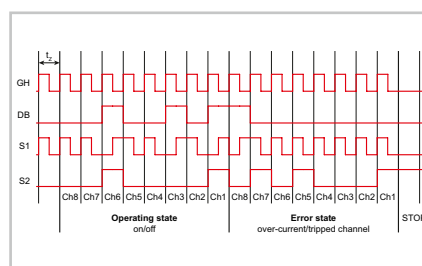 tz
GH
DB
S1
S2
Ch8 Ch7 Ch6 Ch5 Ch4 Ch3 Ch2 Ch1 Ch8 Ch7 Ch6 Ch5 Ch4 Ch3 Ch2 Ch1
Operating state Error state STOP
on/off over-current/tripped channel